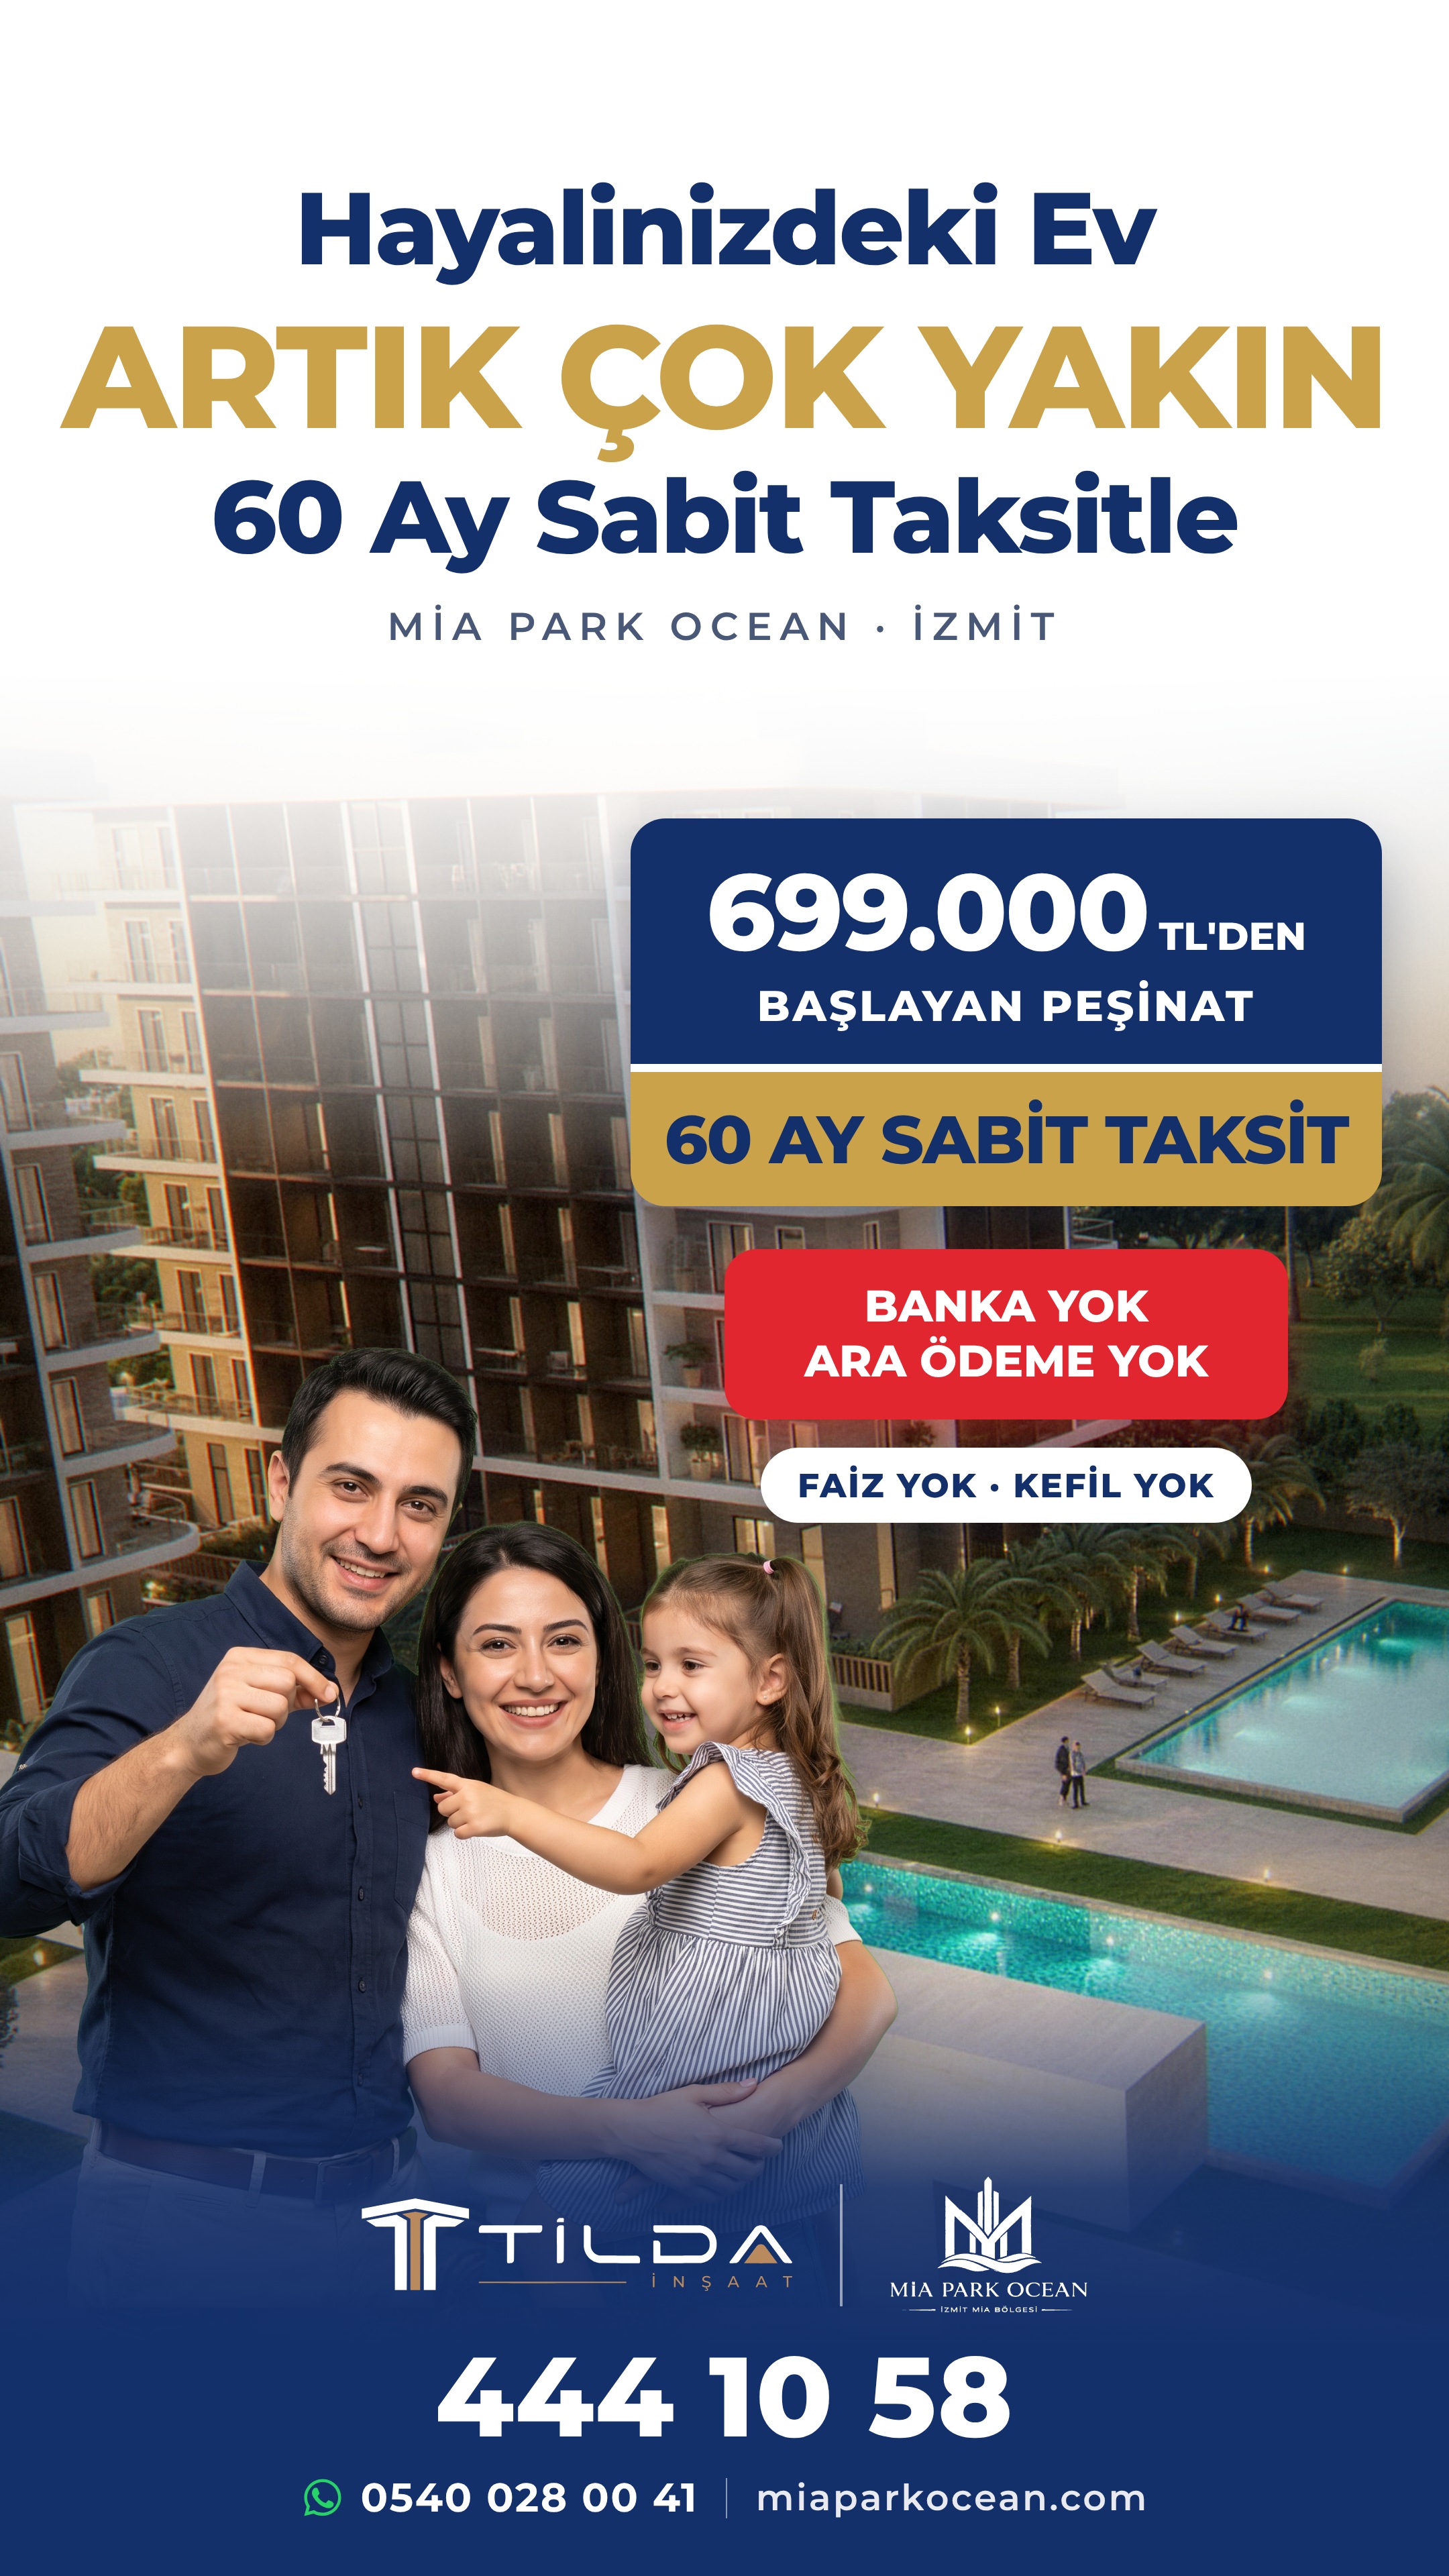 Hayalinizdeki Ev
ARTIK ÇOK YAKIN
60 Ay Sabit Taksitle
MİA PARK OCEAN · İZMİT
699.000 TL'DEN
BAŞLAYAN PEŞİNAT
60 AY SABİT TAKSİT
BANKA YOK
ARA ÖDEME YOK
FAİZ YOK · KEFİL YOK
TİLDA
İNŞAAT
MİA PARK OCEAN
İZMİT MİA BÖLGESİ
444 10 58
0540 028 00 41
miaparkocean.com